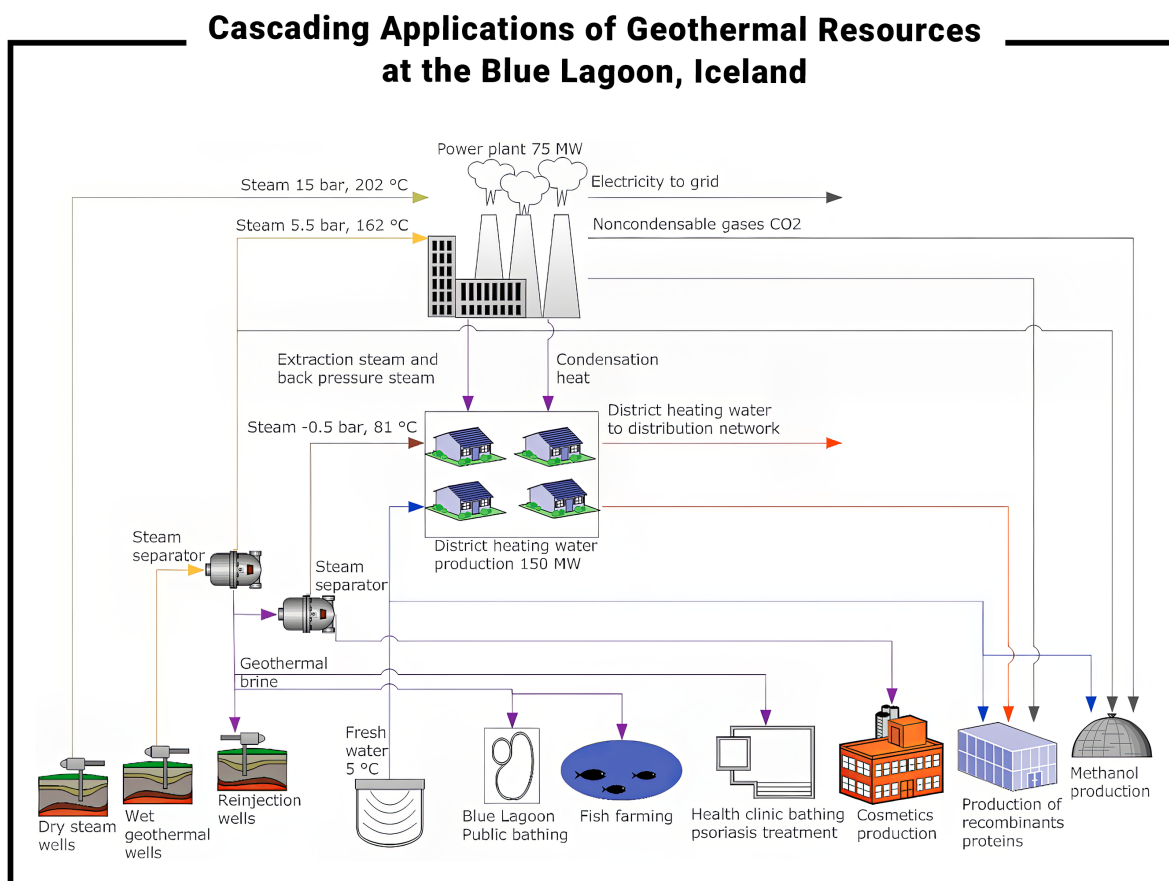 Cascading Applications of Geothermal Resources
at the Blue Lagoon, Iceland
Power plant 75 MW
Steam 15 bar, 202 °C
Electricity to grid
Steam 5.5 bar, 162 °C
Noncondensable gases CO2
Extraction steam and
back pressure steam
Condensation
heat
Steam -0.5 bar, 81 °C
District heating water
to distribution network
District heating water
production 150 MW
Steam
separator
Steam
separator
Geothermal
brine
Fresh
water
5 °C
Dry steam
wells
Wet
geothermal
wells
Reinjection
wells
Blue Lagoon
Public bathing
Fish farming
Health clinic bathing
psoriasis treatment
Cosmetics
production
Production of
recombinants
proteins
Methanol
production